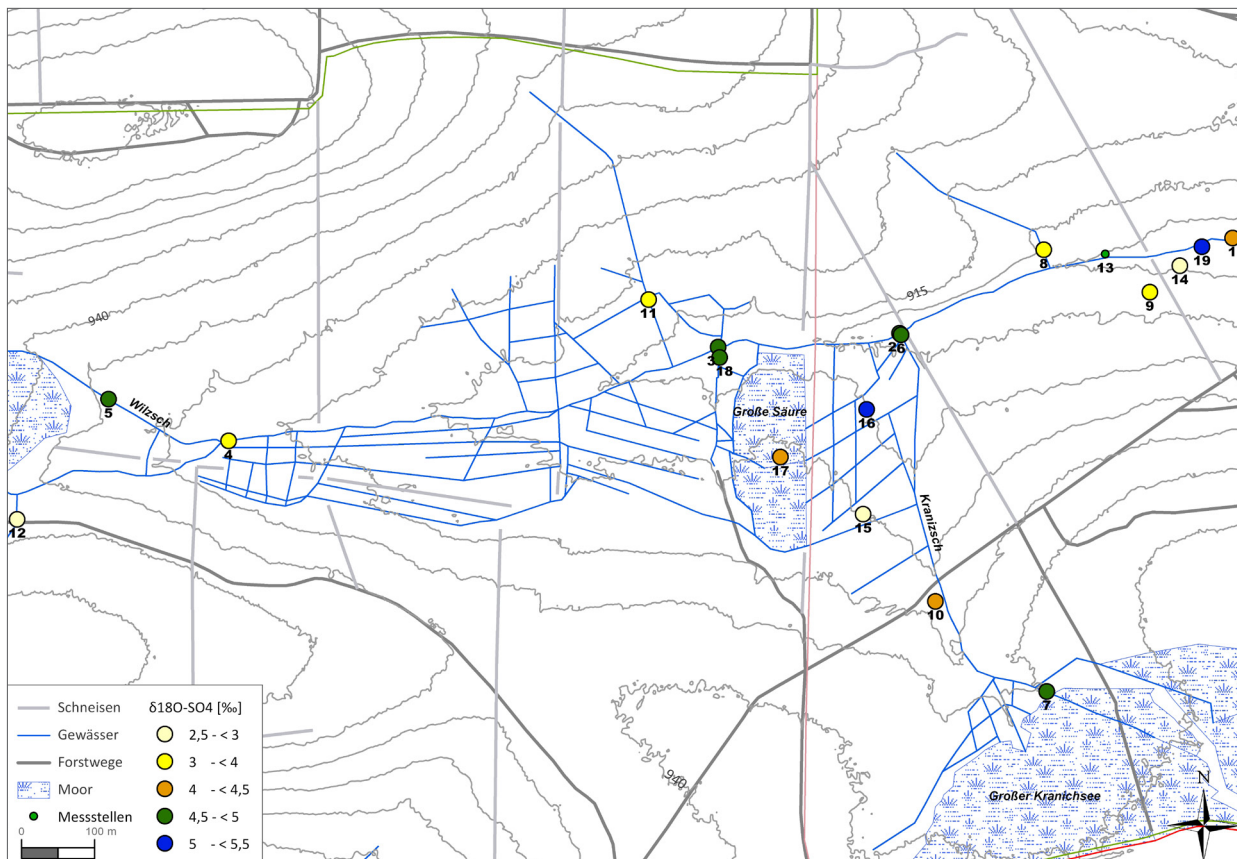 940
915
8
13
19
1
14
9
11
26
3
18
Große Säure
5
Wilzsch
16
4
17
12
15
Kranizsch
10
7
940
Großer Kranichsee
N
Schneisen
Gewässer
Forstwege
Moor
Messstellen
0 100 m
δ18O-SO4 [‰]
2,5 - < 3
3 - < 4
4 - < 4,5
4,5 - < 5
5 - < 5,5